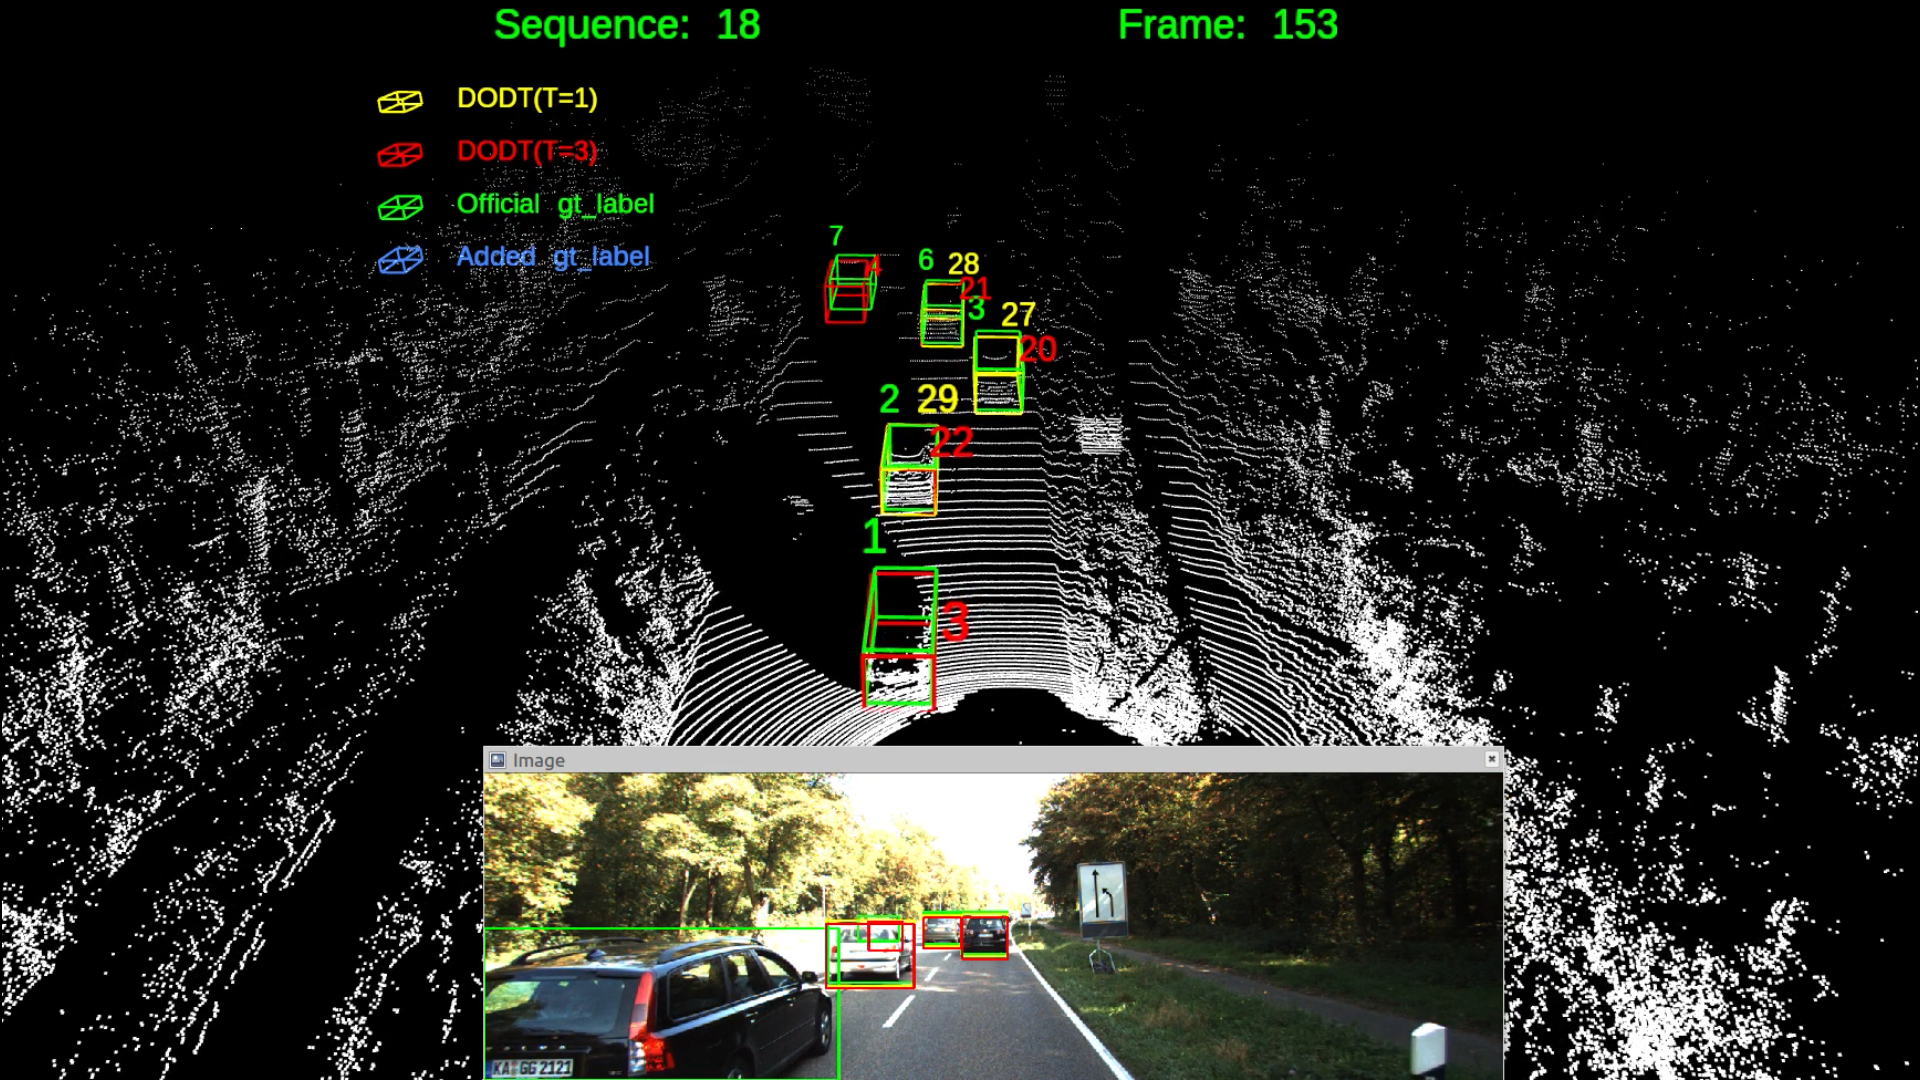 Sequence: 18
Frame: 153
DODT(T=1)
DODT(T=3)
Official gt_label
Added gt_label
7
4
6
28
21
3
27
20
2
29
22
1
3
Image
KA GG 2121